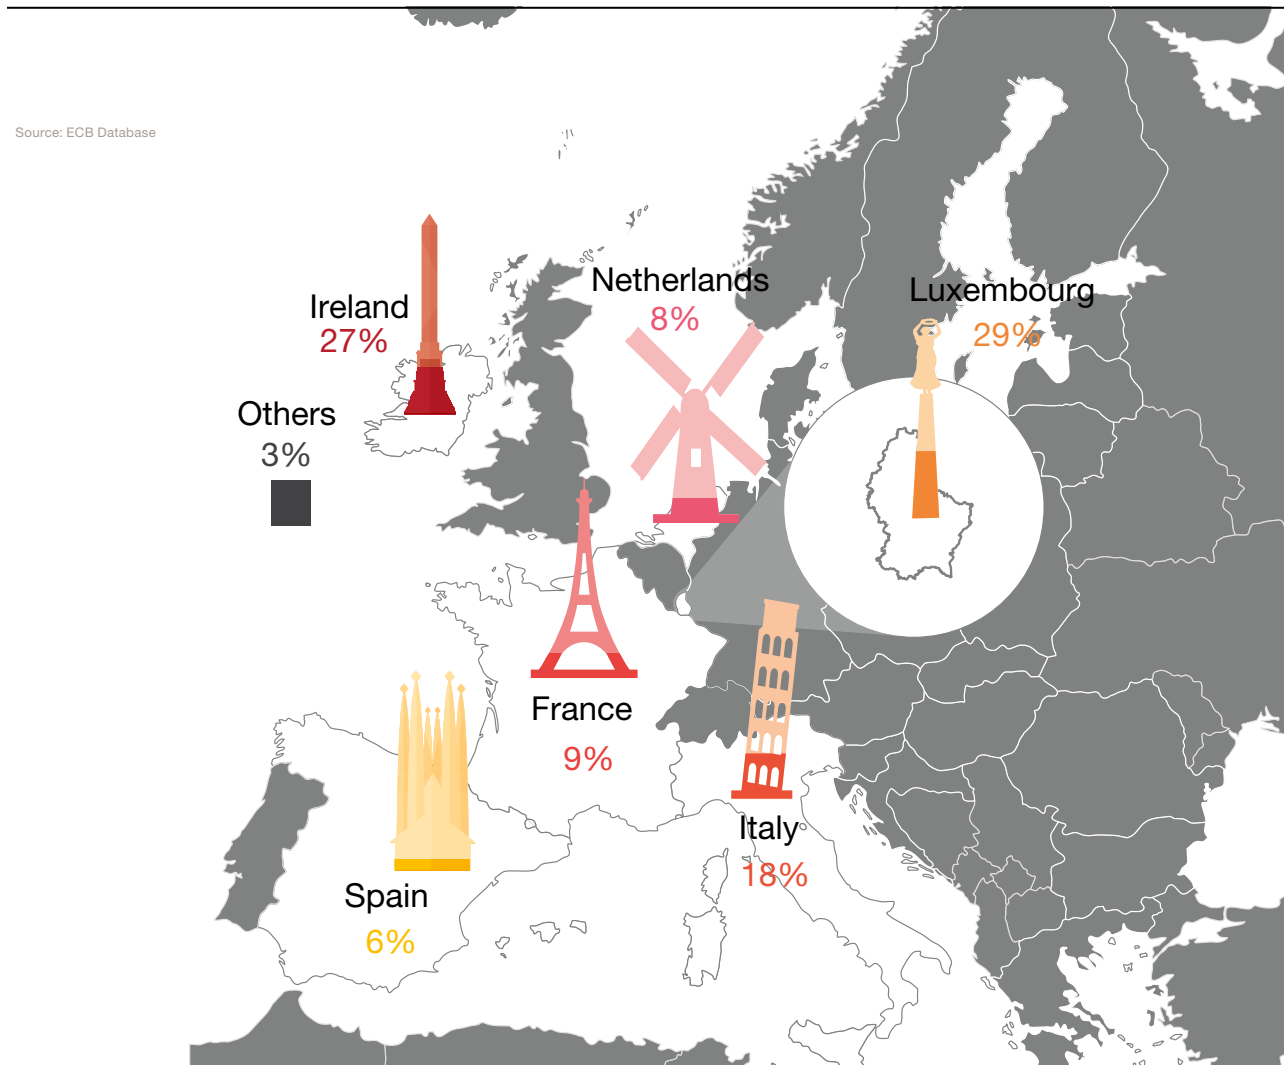 Source: ECB Database
Netherlands
8%
Luxembourg
29%
Ireland
27%
Others
3%
France
9%
Italy
18%
Spain
6%